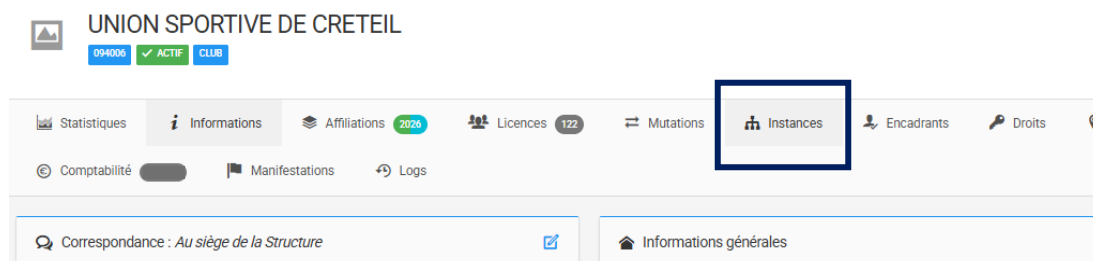 UNION SPORTIVE DE CRETEIL
094006 ACTIF CLUB
Statistiques Informations Affiliations 2026 Licences 122 Mutations Instances Encadrants Droits
Comptabilité Manifestations Logs
Correspondance : Au siège de la Structure Informations générales